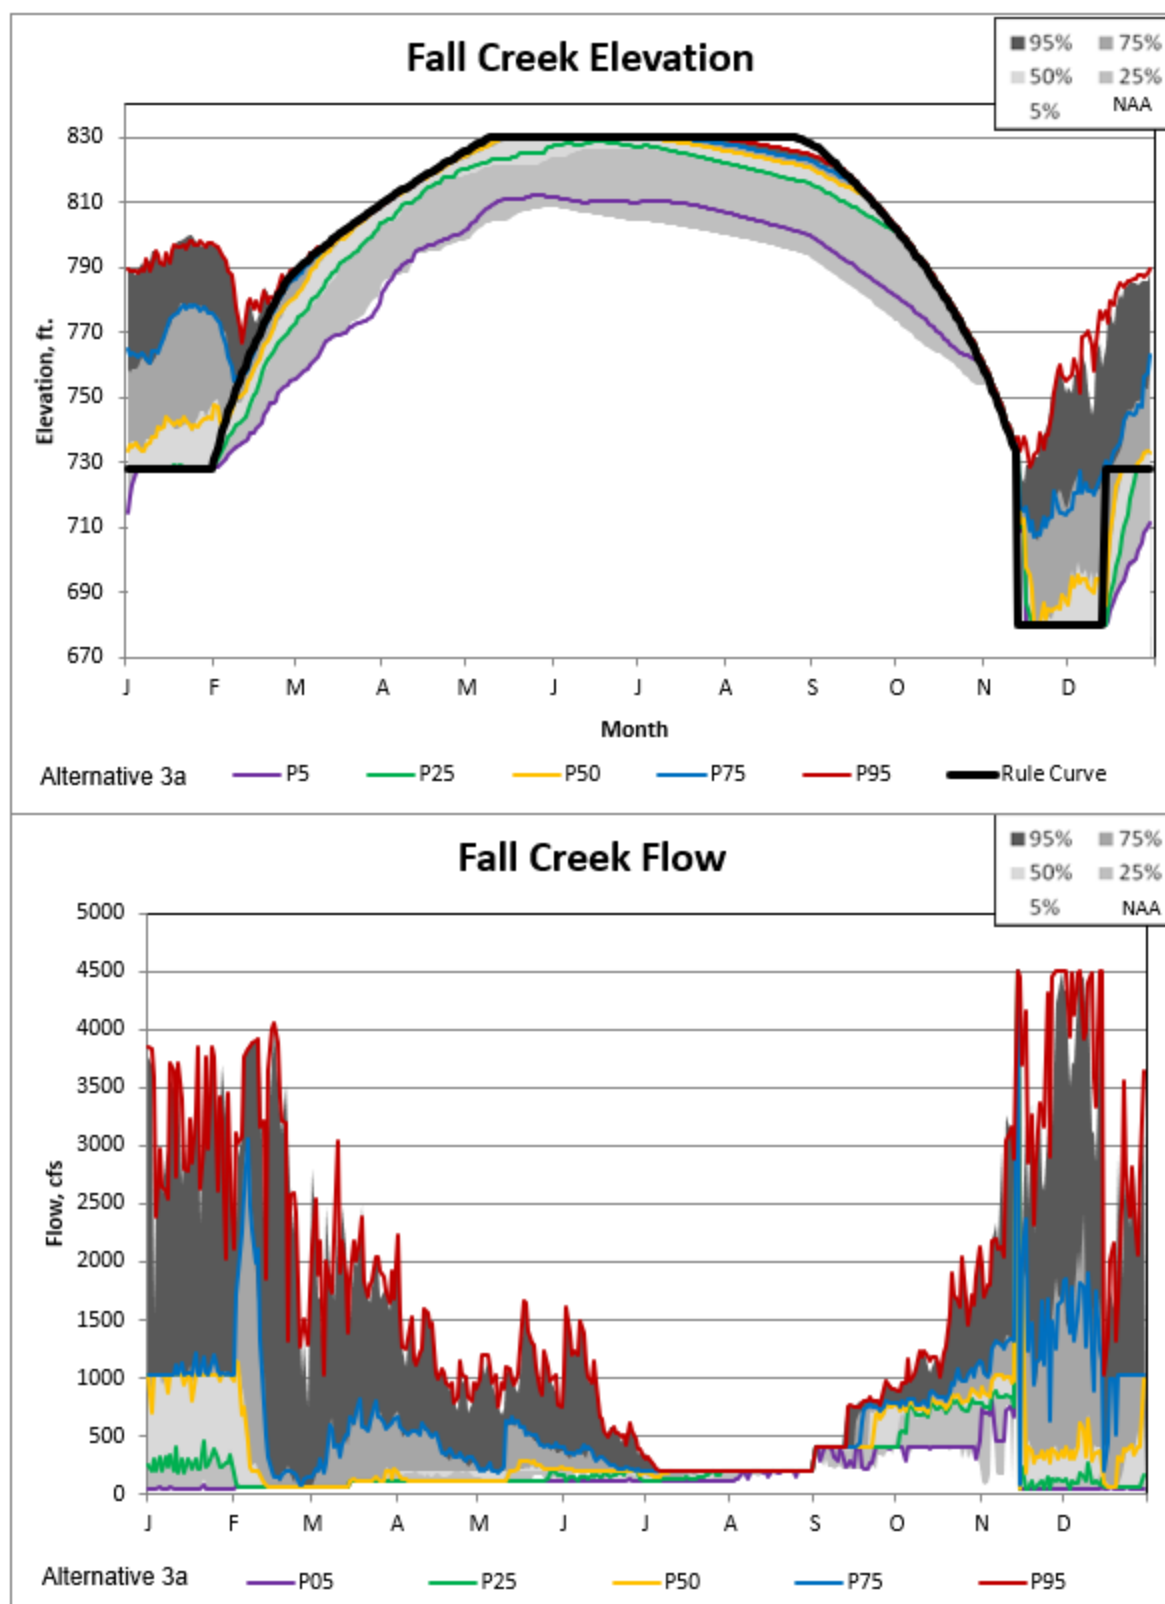 Fall Creek Elevation
95% 75%
50% 25%
5% NAA
830
810
790
770
750
730
710
690
670
Elevation, ft.
J F M A M J J A S O N D
Month
Alternative 3a P5 P25 P50 P75 P95 Rule Curve
Fall Creek Flow
95% 75%
50% 25%
5% NAA
5000
4500
4000
3500
3000
2500
2000
1500
1000
500
0
Flow, cfs
J F M A M J J A S O N D
Alternative 3a P05 P25 P50 P75 P95